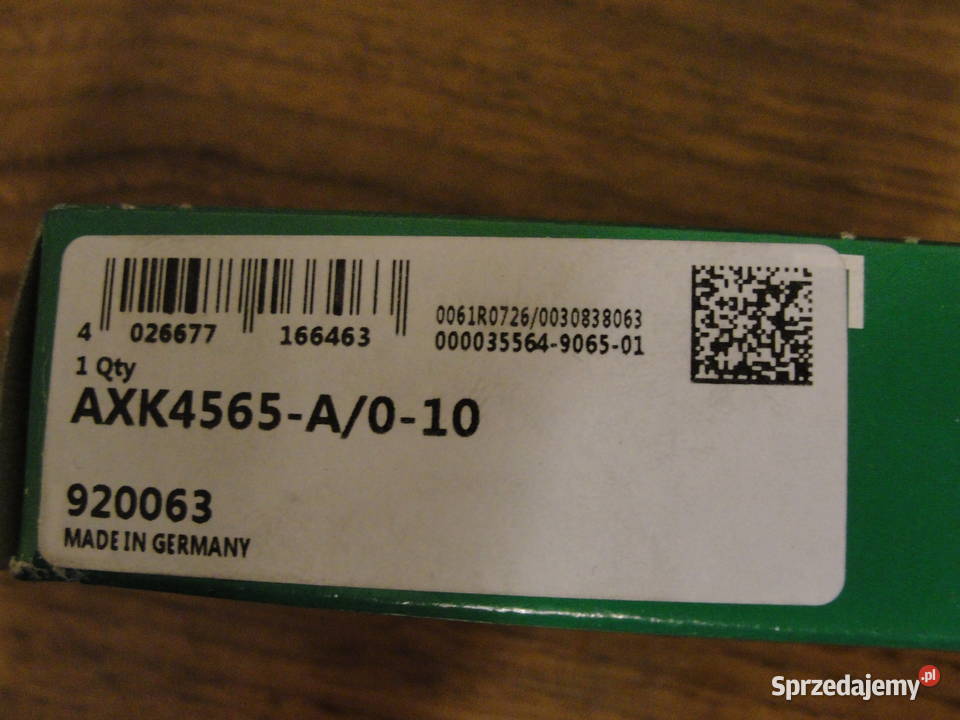 4 026677 166463
0061R0726/0030838063
000035564-9065-01
1 Qty
AXK4565-A/0-10
920063
MADE IN GERMANY
Sprzedajemy.pl